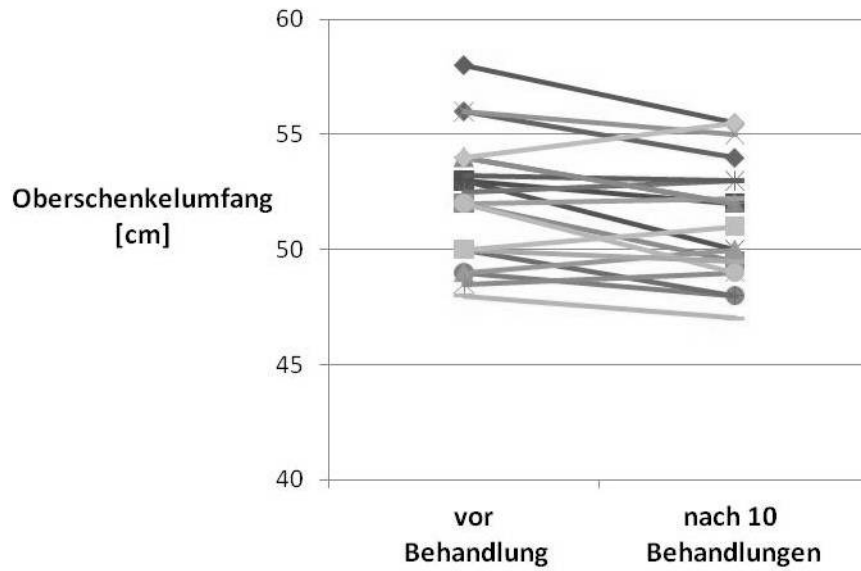 60
55
Oberschenkelumfang
[cm]
50
45
40
vor
Behandlung
nach 10
Behandlungen